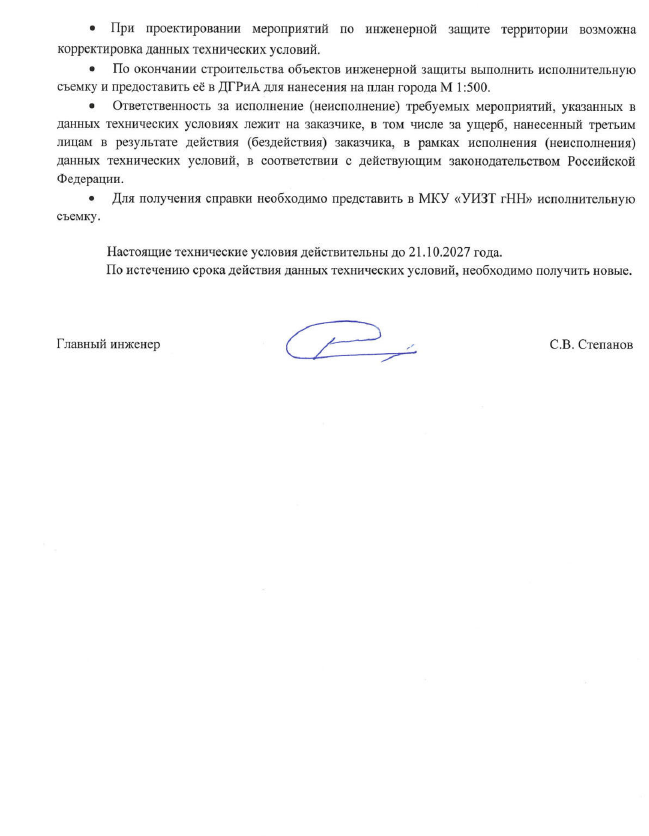 • При проектировании мероприятий по инженерной защите территории возможна
корректировка данных технических условий.
• По окончании строительства объектов инженерной защиты выполнить исполнительную
съемку и предоставить её в ДГРиА для нанесения на план города М 1:500.
• Ответственность за исполнение (неисполнение) требуемых мероприятий, указанных в
данных технических условиях лежит на заказчике, в том числе за ущерб, нанесенный третьим
лицам в результате действия (бездействия) заказчика, в рамках исполнения (неисполнения)
данных технических условий, в соответствии с действующим законодательством Российской
Федерации.
• Для получения справки необходимо представить в МКУ «УИЗТ гНН» исполнительную
съемку.
Настоящие технические условия действительны до 21.10.2027 года.
По истечению срока действия данных технических условий, необходимо получить новые.
Главный инженер С.В. Степанов